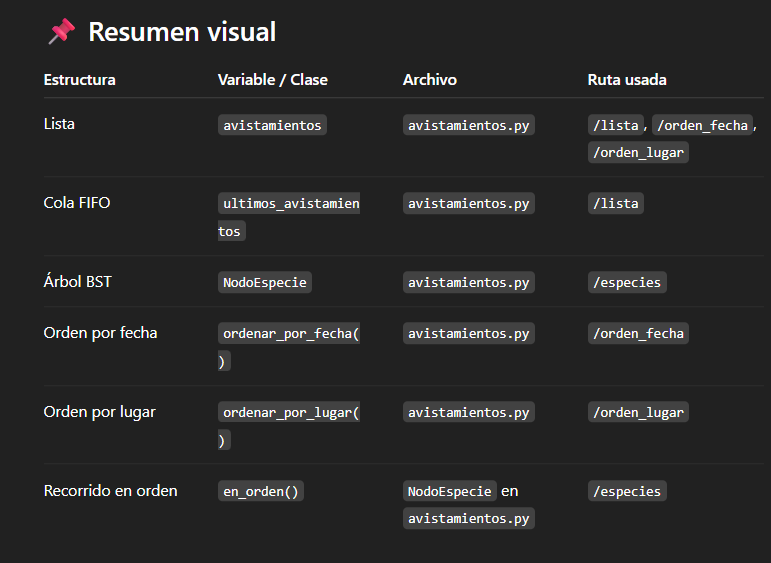 📌 Resumen visual
Estructura Variable / Clase Archivo Ruta usada
Lista avistamientos avistamientos.py /lista, /orden_fecha,
/orden_lugar
Cola FIFO ultimos_avistamien avistamientos.py /lista
tos
Árbol BST NodoEspecie avistamientos.py /especies
Orden por fecha ordenar_por_fecha( avistamientos.py /orden_fecha
)
Orden por lugar ordenar_por_lugar( avistamientos.py /orden_lugar
)
Recorrido en orden en_orden() NodoEspecie en /especies
avistamientos.py